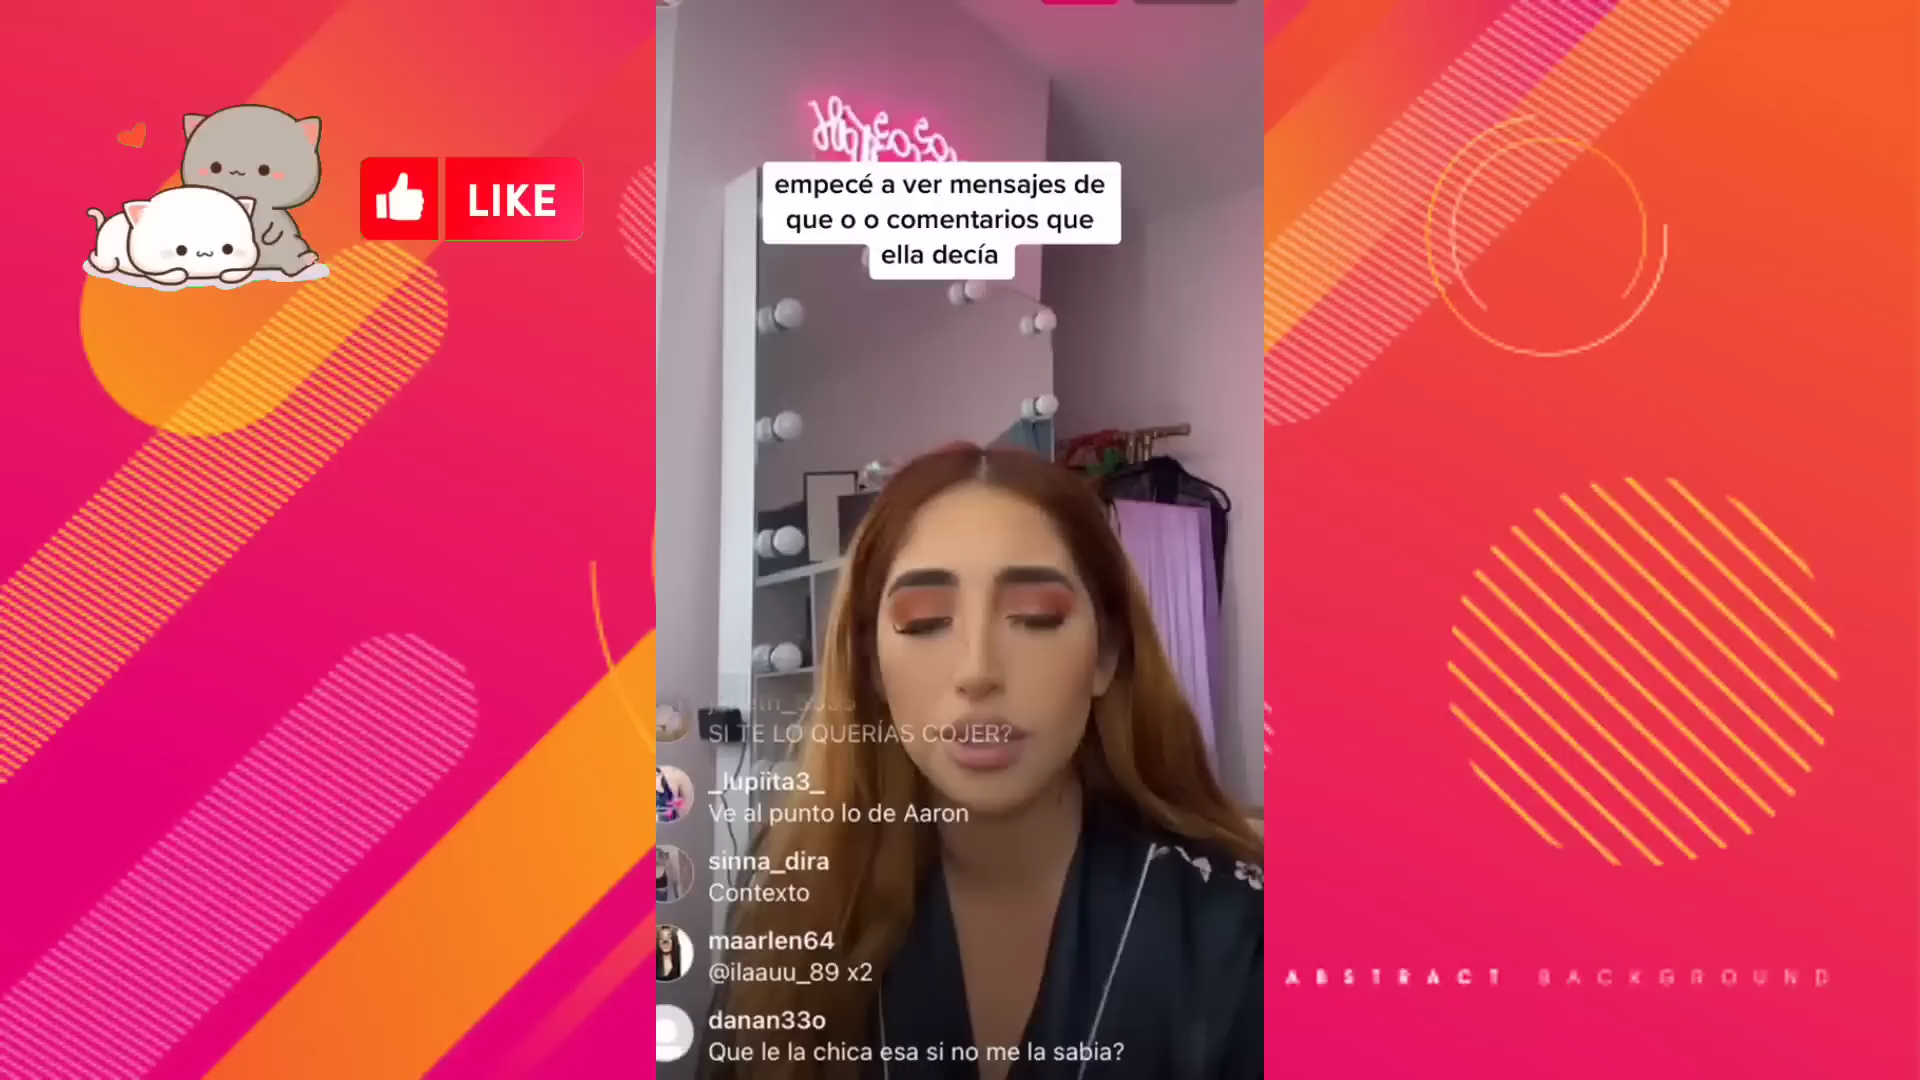 LIKE
empecé a ver mensajes de
que o o comentarios que
ella decía
SI TE LO QUERÍAS COJER?
_lupiita3_
Ve al punto lo de Aaron
sinna_dira
Contexto
maarlen64
@ilaauu_89 x2
danan33o
Que le la chica esa si no me la sabia?
ABSTRACT BACKGROUND